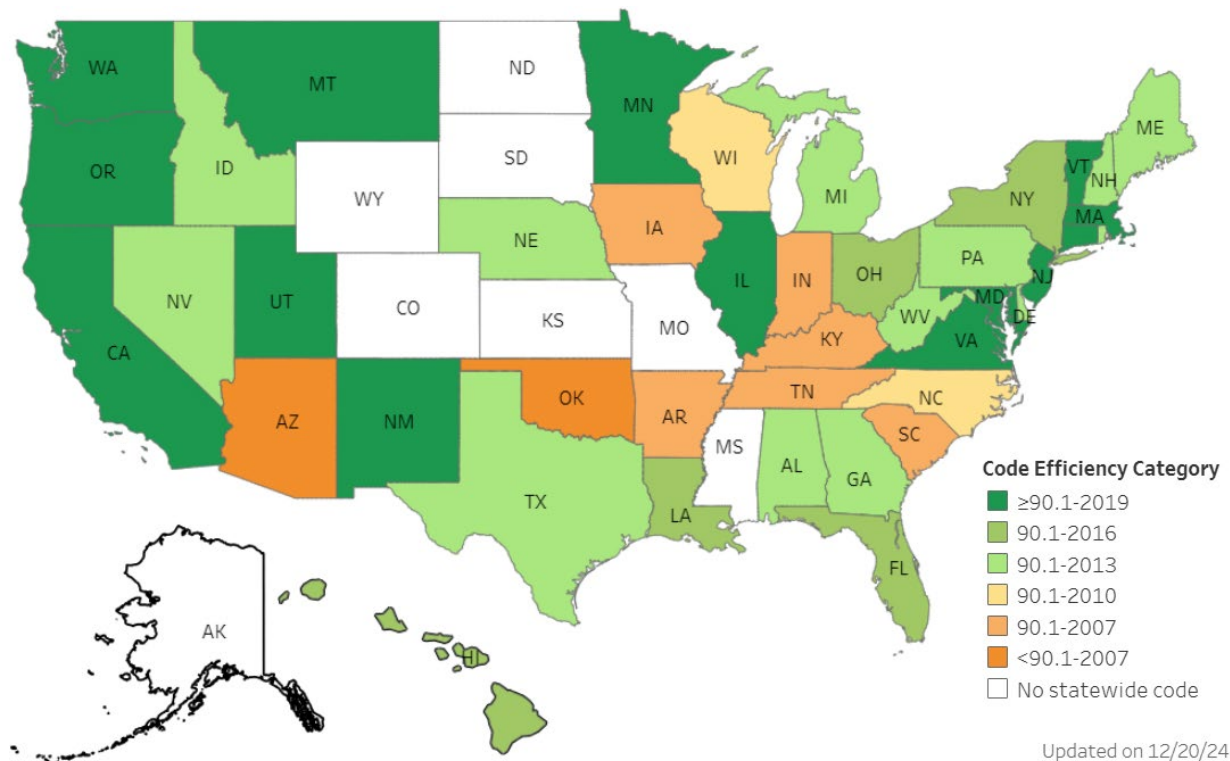 WA
MT
ND
MN
OR
ID
SD
WY
WI
MI
ME
VT
NH
NY
MA
IA
NE
PA
NJ
NV
UT
CO
KS
MO
IL
IN
OH
MD
DE
WV
VA
CA
KY
AZ
NM
OK
AR
TN
NC
SC
MS
AL
GA
TX
LA
FL
AK
HI
Code Efficiency Category
≥90.1-2019
90.1-2016
90.1-2013
90.1-2010
90.1-2007
<90.1-2007
No statewide code
Updated on 12/20/24